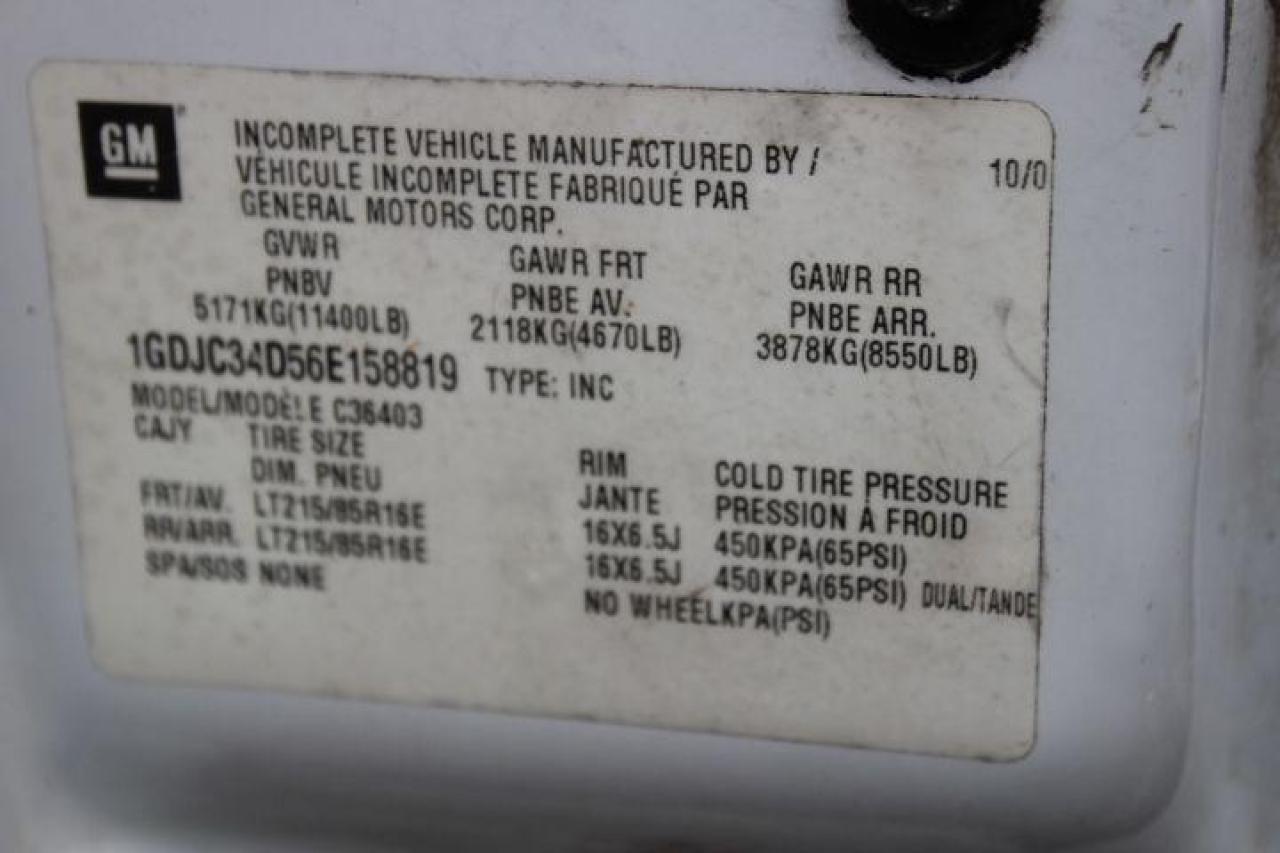 GM
INCOMPLETE VEHICLE MANUFACTURED BY / 10/0
VÉHICULE INCOMPLETE FABRIQUÉ PAR
GENERAL MOTORS CORP.
GVWR GAWR FRT GAWR RR
PNBV PNBE AV. PNBE ARR.
5171KG(11400LB) 2118KG(4670LB) 3878KG(8550LB)
1GDJC34D56E158819 TYPE: INC
MODEL/MODÈLE C36403
CAJY TIRE SIZE RIM COLD TIRE PRESSURE
DIM. PNEU JANTE PRESSION À FROID
FRT/AV. LT215/85R16E 16X6.5J 450KPA(65PSI)
RR/ARR. LT215/85R16E 16X6.5J 450KPA(65PSI) DUAL/TANDE
SPA/SOS NONE NO WHEELKPA(PSI)